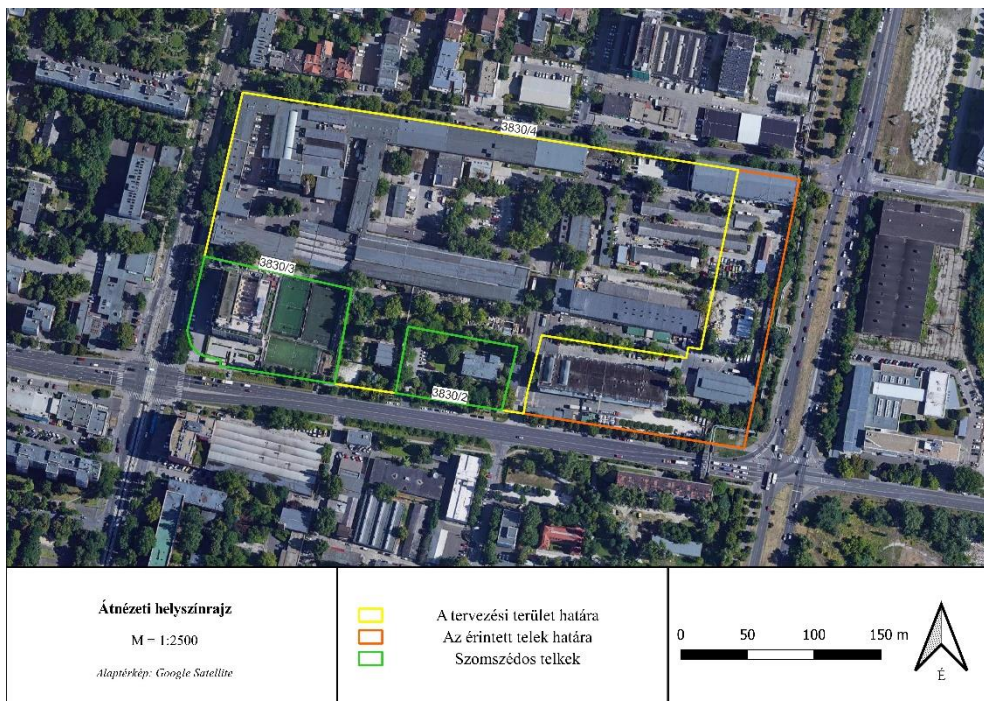 3830/4
3830/3
3830/2
Átnézeti helyszínrajz
M = 1:2500
Alaptérkép: Google Satellite
A tervezési terület határa
Az érintett telek határa
Szomszédos telkek
0 50 100 150 m
É